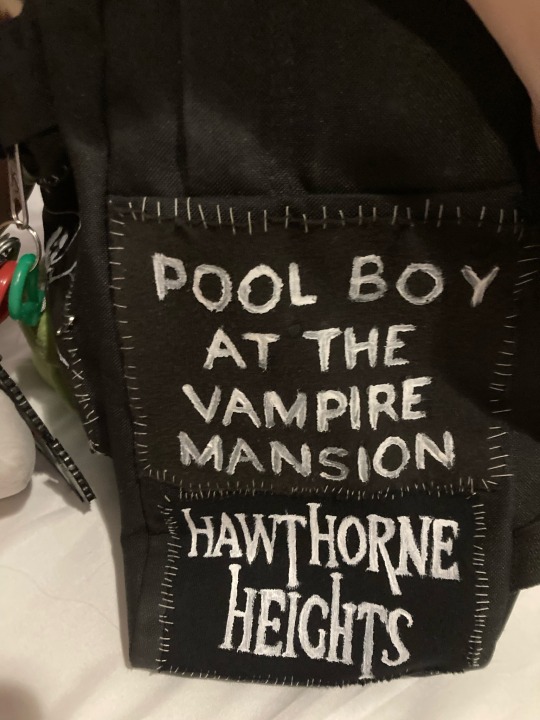 POOL BOY
AT THE
VAMPIRE
MANSION
HAWTHORNE
HEIGHTS